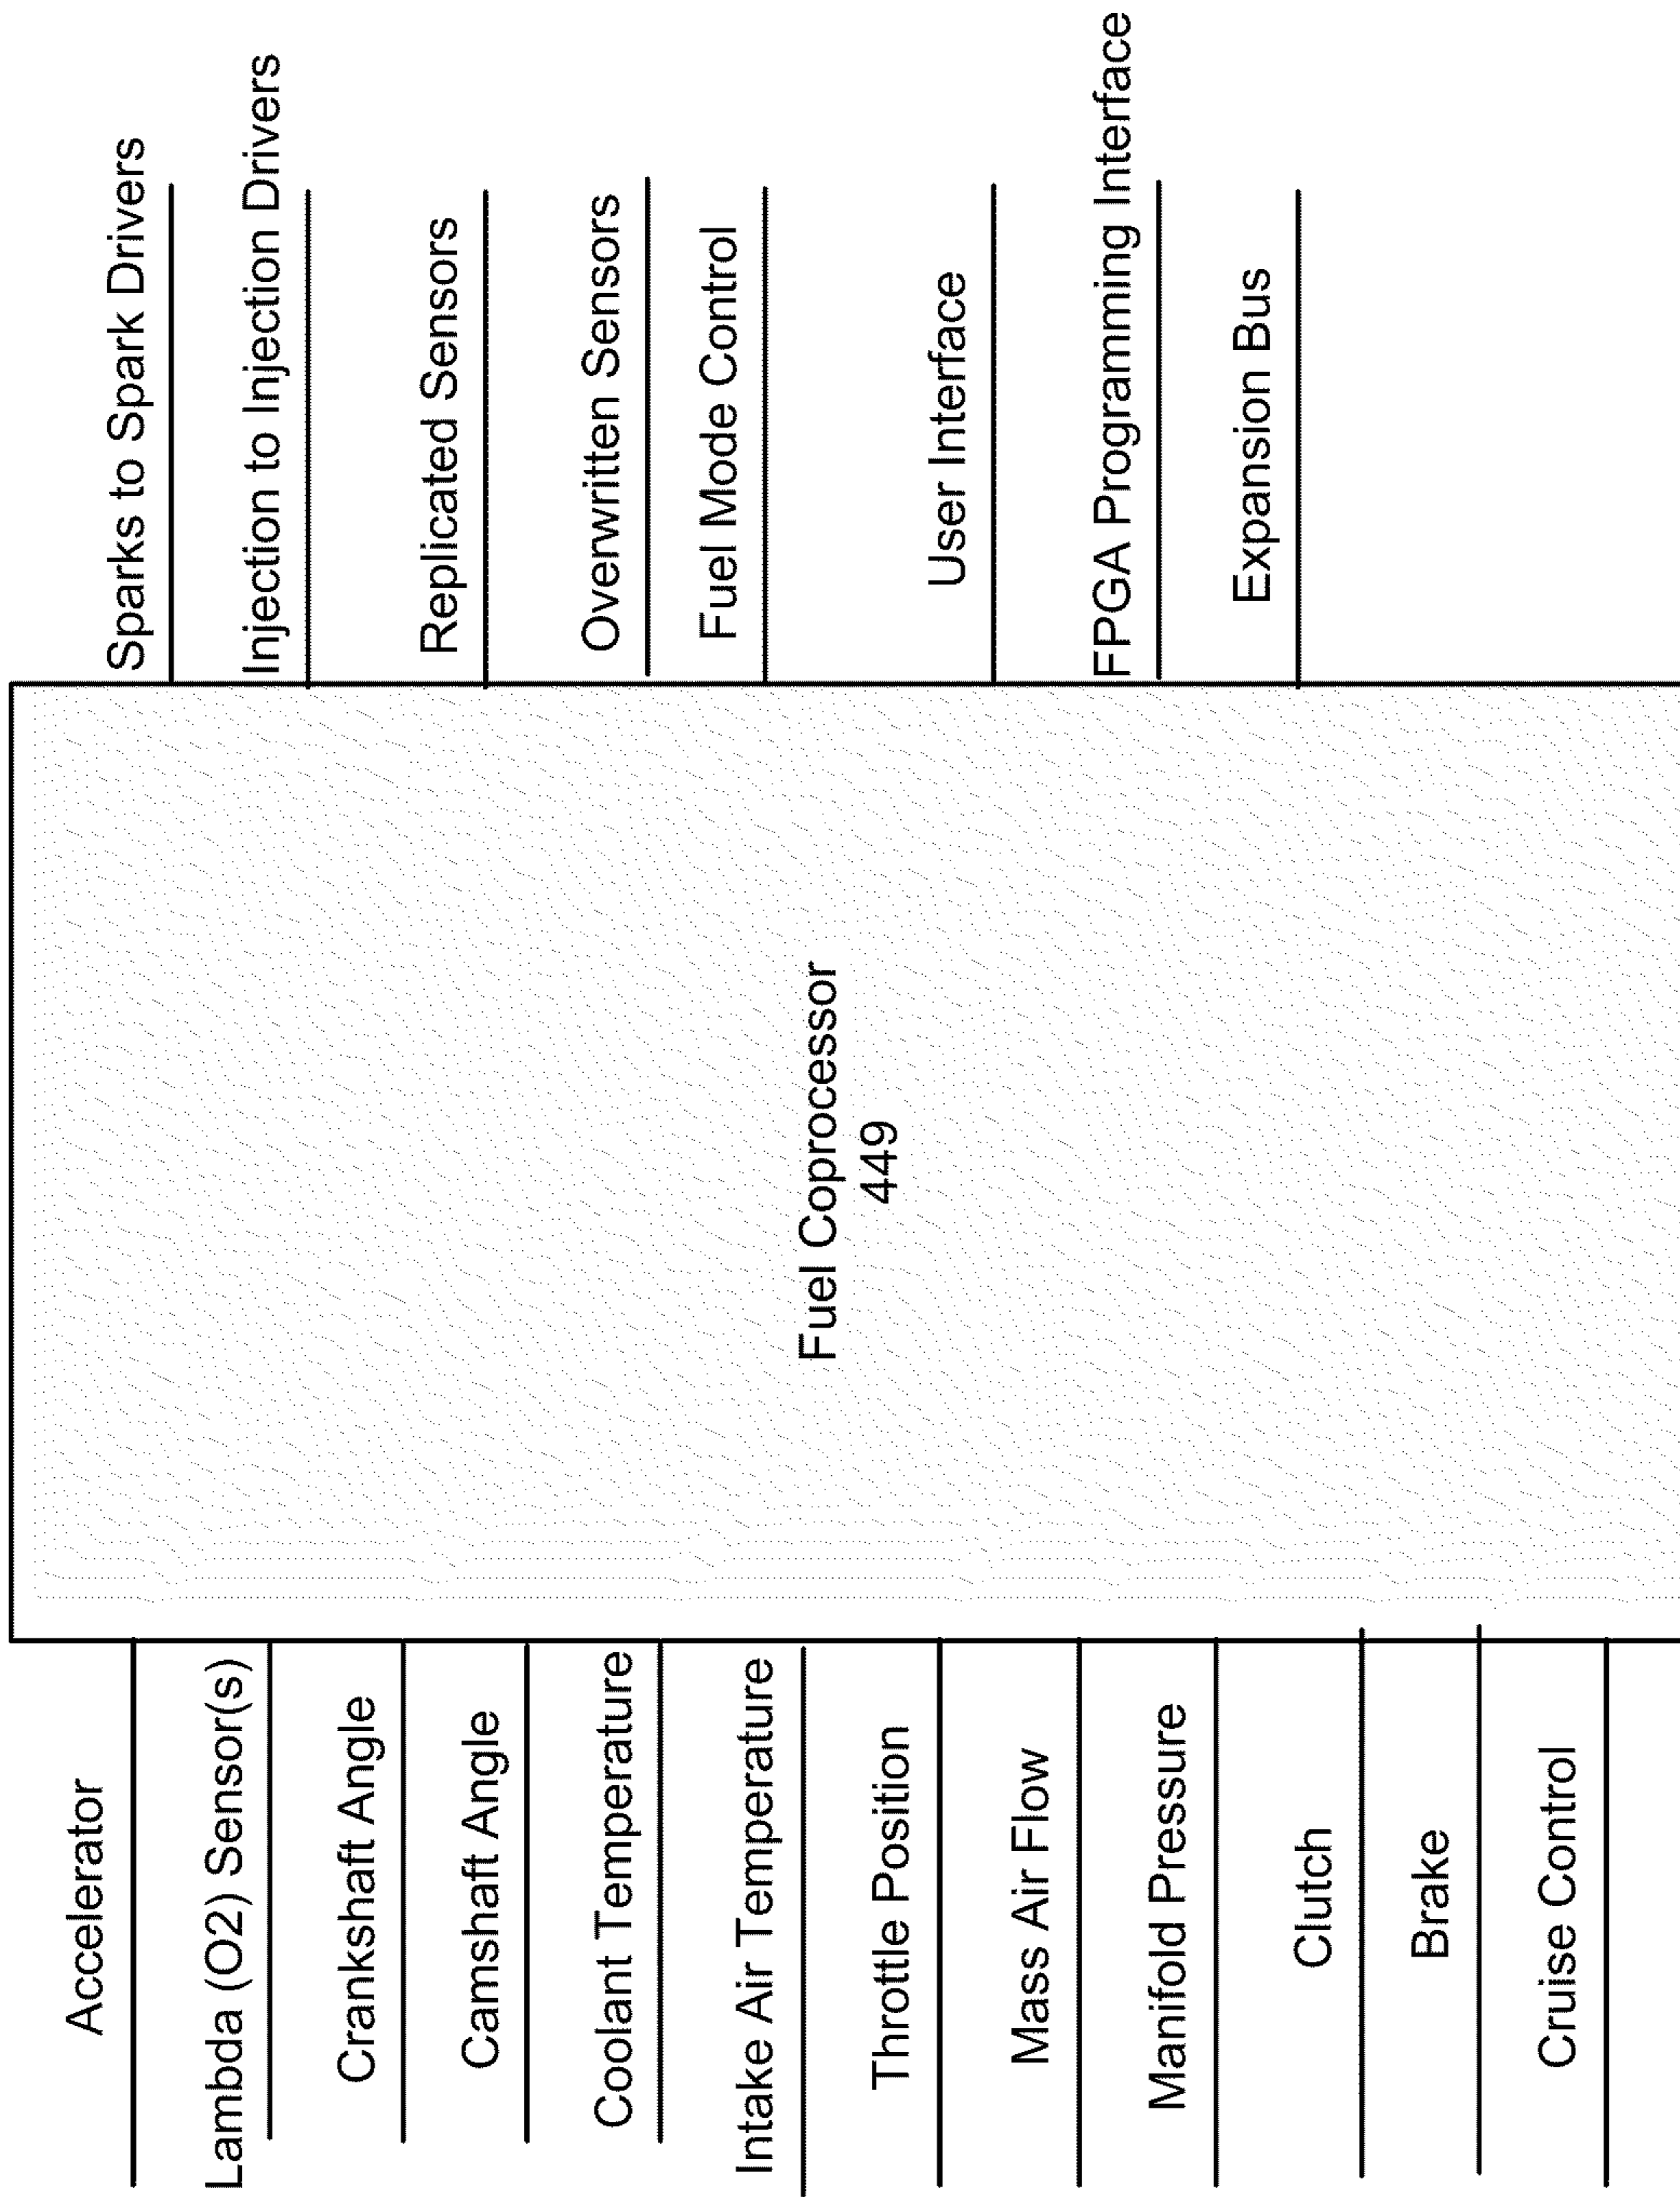 Accelerator
Lambda (O2) Sensor(s)
Crankshaft Angle
Camshaft Angle
Coolant Temperature
Intake Air Temperature
Throttle Position
Mass Air Flow
Manifold Pressure
Clutch
Brake
Cruise Control
Fuel Coprocessor
449
Sparks to Spark Drivers
Injection to Injection Drivers
Replicated Sensors
Overwritten Sensors
Fuel Mode Control
User Interface
FPGA Programming Interface
Expansion Bus